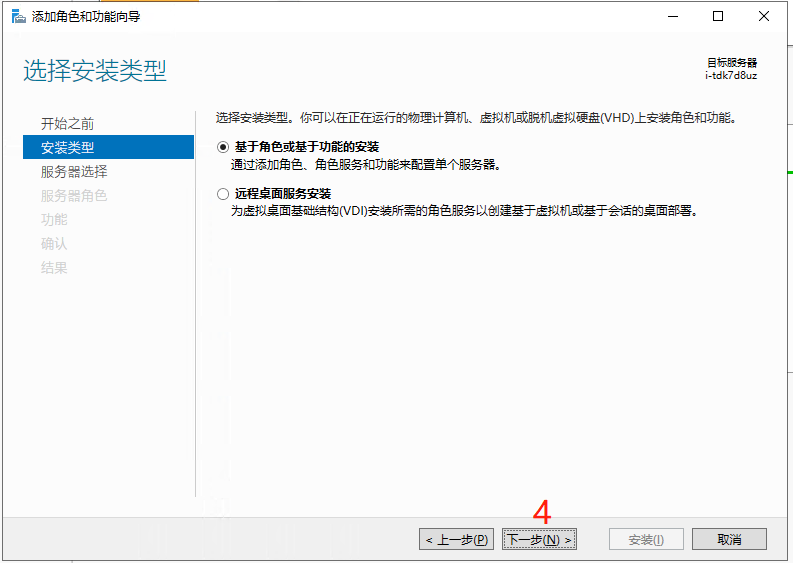 添加角色和功能向导
选择安装类型
目标服务器
i-tdk7d8uz
开始之前
安装类型
服务器选择
服务器角色
功能
确认
结果
选择安装类型。你可以在正在运行的物理计算机、虚拟机或脱机虚拟硬盘(VHD)上安装角色和功能。
基于角色或基于功能的安装
通过添加角色、角色服务和功能来配置单个服务器。
远程桌面服务安装
为虚拟桌面基础结构(VDI)安装所需的角色服务以创建基于虚拟机或基于会话的桌面部署。
4
< 上一步(P)
下一步(N) >
安装(I)
取消